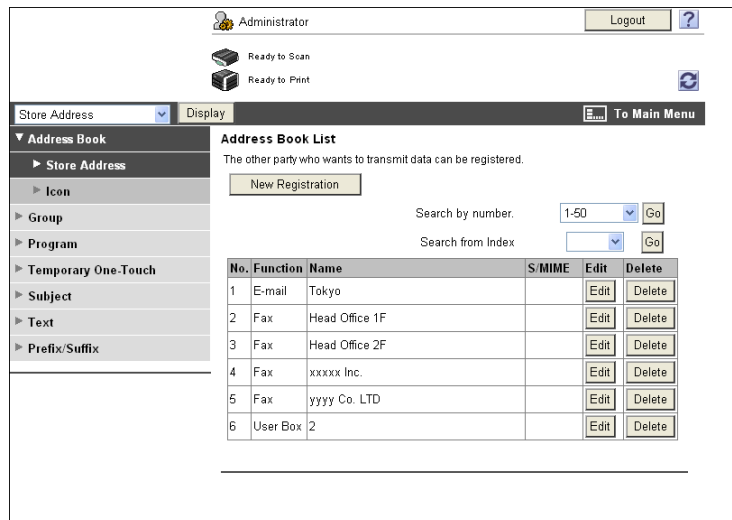 Administrator
Logout
?
Ready to Scan
Ready to Print
Store Address
Display
To Main Menu
Address Book
Store Address
Icon
Group
Program
Temporary One-Touch
Subject
Text
Prefix/Suffix
Address Book List
The other party who wants to transmit data can be registered.
New Registration
Search by number. 1-50 Go
Search from Index Go
No. Function Name S/MIME Edit Delete
1 E-mail Tokyo Edit Delete
2 Fax Head Office 1F Edit Delete
3 Fax Head Office 2F Edit Delete
4 Fax xxxxx Inc. Edit Delete
5 Fax yyyy Co. LTD Edit Delete
6 User Box 2 Edit Delete